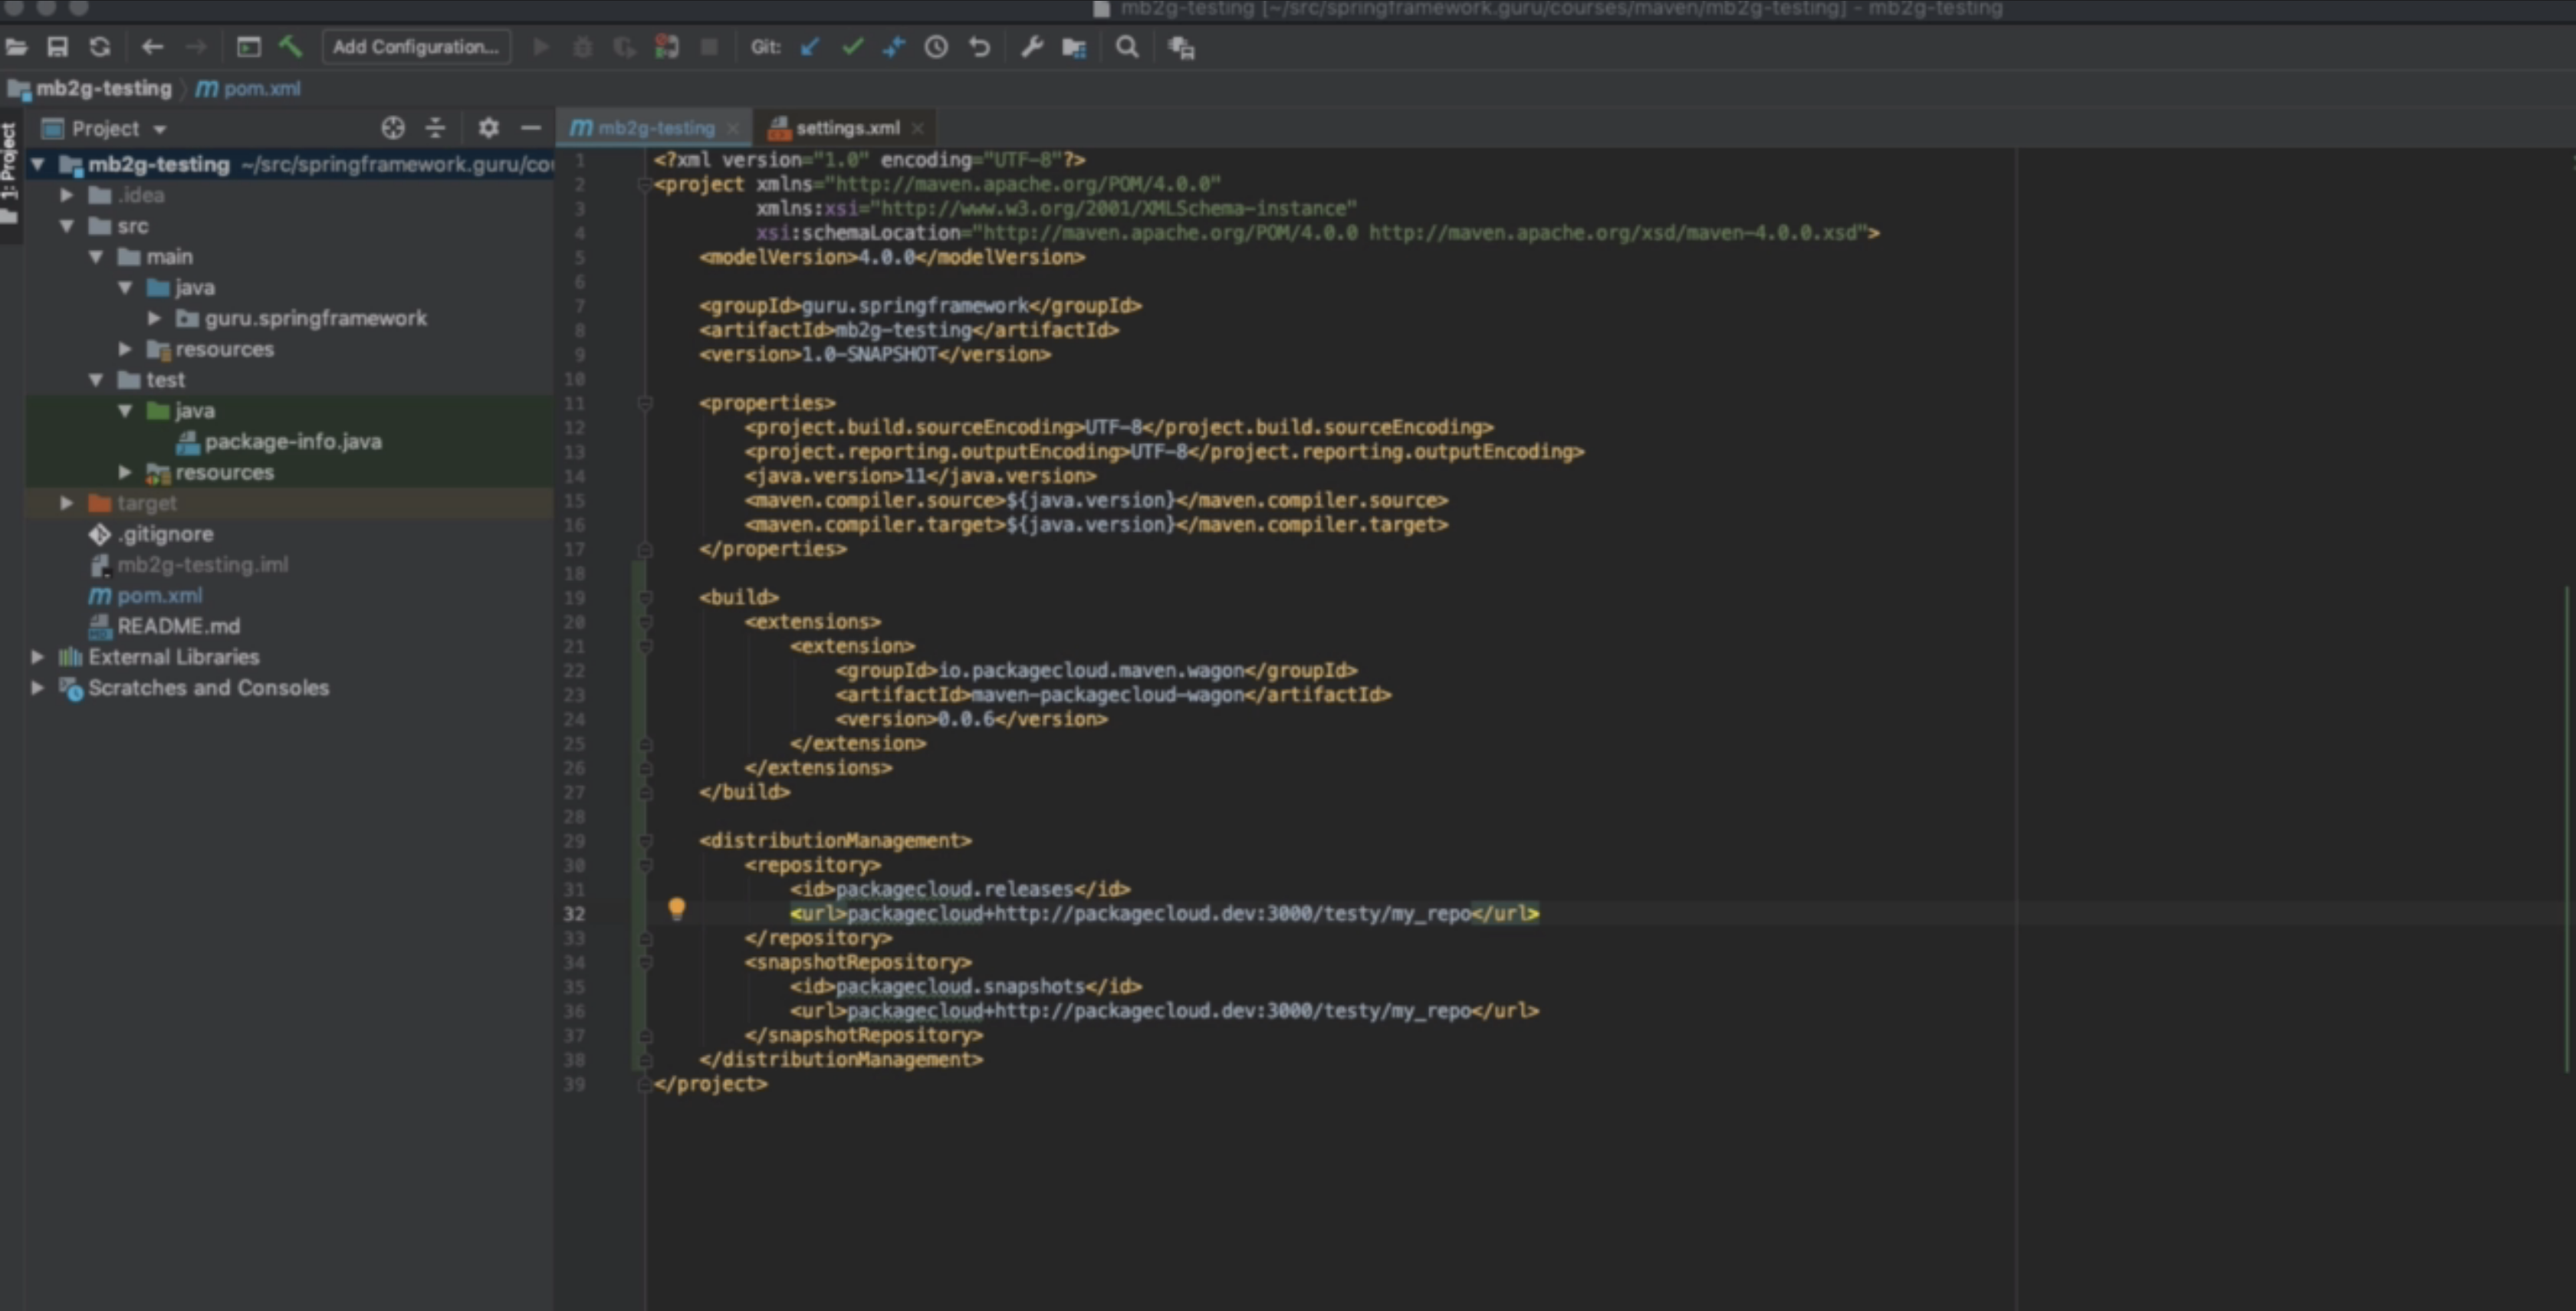 mb2g-testing [~/src/springframework.guru/courses/maven/mb2g-testing] - mb2g-testing
Add Configuration...
Git:
mb2g-testing
pom.xml
1: Project
Project
mb2g-testing
settings.xml
mb2g-testing ~/src/springframework.guru/cou
.idea
src
main
java
guru.springframework
resources
test
java
package-info.java
resources
target
.gitignore
mb2g-testing.iml
pom.xml
README.md
External Libraries
Scratches and Consoles
1 <?xml version="1.0" encoding="UTF-8"?>
2 <project xmlns="http://maven.apache.org/POM/4.0.0"
3 xmlns:xsi="http://www.w3.org/2001/XMLSchema-instance"
4 xsi:schemaLocation="http://maven.apache.org/POM/4.0.0 http://maven.apache.org/xsd/maven-4.0.0.xsd">
5 <modelVersion>4.0.0</modelVersion>
6
7 <groupId>guru.springframework</groupId>
8 <artifactId>mb2g-testing</artifactId>
9 <version>1.0-SNAPSHOT</version>
10
11 <properties>
12 <project.build.sourceEncoding>UTF-8</project.build.sourceEncoding>
13 <project.reporting.outputEncoding>UTF-8</project.reporting.outputEncoding>
14 <java.version>11</java.version>
15 <maven.compiler.source>${java.version}</maven.compiler.source>
16 <maven.compiler.target>${java.version}</maven.compiler.target>
17 </properties>
18
19 <build>
20 <extensions>
21 <extension>
22 <groupId>io.packagecloud.maven.wagon</groupId>
23 <artifactId>maven-packagecloud-wagon</artifactId>
24 <version>0.0.6</version>
25 </extension>
26 </extensions>
27 </build>
28
29 <distributionManagement>
30 <repository>
31 <id>packagecloud.releases</id>
32 <url>packagecloud+http://packagecloud.dev:3000/testy/my_repo</url>
33 </repository>
34 <snapshotRepository>
35 <id>packagecloud.snapshots</id>
36 <url>packagecloud+http://packagecloud.dev:3000/testy/my_repo</url>
37 </snapshotRepository>
38 </distributionManagement>
39 </project>